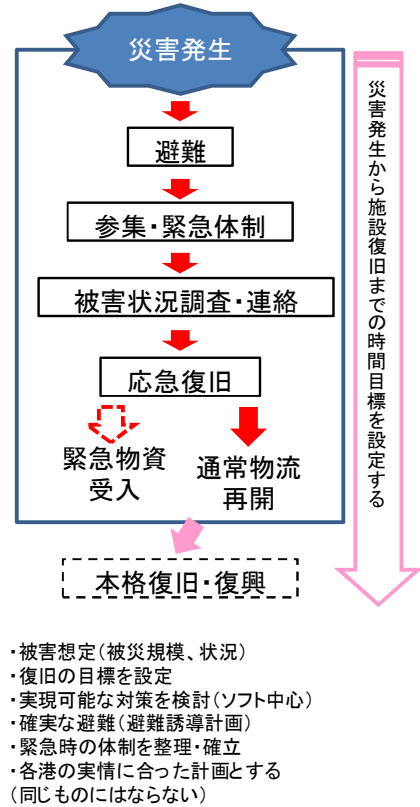 災害発生
避難
参集・緊急体制
被害状況調査・連絡
応急復旧
緊急物資
受入
通常物流
再開
本格復旧・復興
災害発生から施設復旧までの時間目標を設定する
・被害想定(被災規模、状況)
・復旧の目標を設定
・実現可能な対策を検討(ソフト中心)
・確実な避難(避難誘導計画)
・緊急時の体制を整理・確立
・各港の実情に合った計画とする
(同じものにはならない)